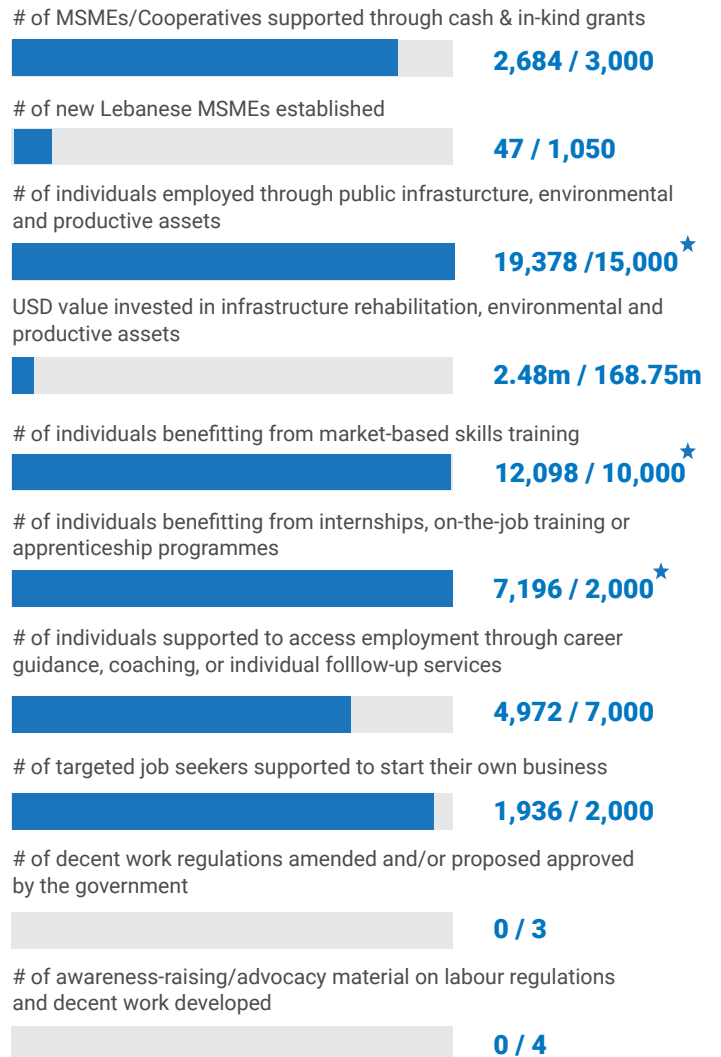 # of MSMEs/Cooperatives supported through cash & in-kind grants
2,684 / 3,000
# of new Lebanese MSMEs established
47 / 1,050
# of individuals employed through public infrasturcture, environmental
and productive assets
19,378 /15,000
USD value invested in infrastructure rehabilitation, environmental and
productive assets
2.48m / 168.75m
# of individuals benefitting from market-based skills training
12,098 / 10,000
# of individuals benefitting from internships, on-the-job training or
apprenticeship programmes
7,196 / 2,000
# of individuals supported to access employment through career
guidance, coaching, or individual folllow-up services
4,972 / 7,000
# of targeted job seekers supported to start their own business
1,936 / 2,000
# of decent work regulations amended and/or proposed approved
by the government
0 / 3
# of awareness-raising/advocacy material on labour regulations
and decent work developed
0 / 4